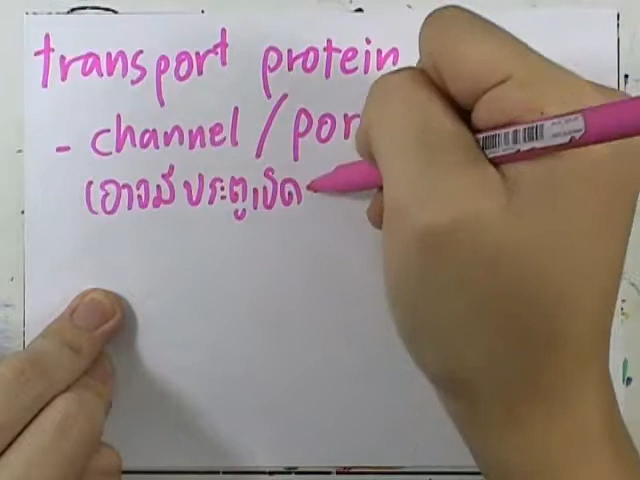 transport protein
- channel / por
(อาจมีประตูเปิด